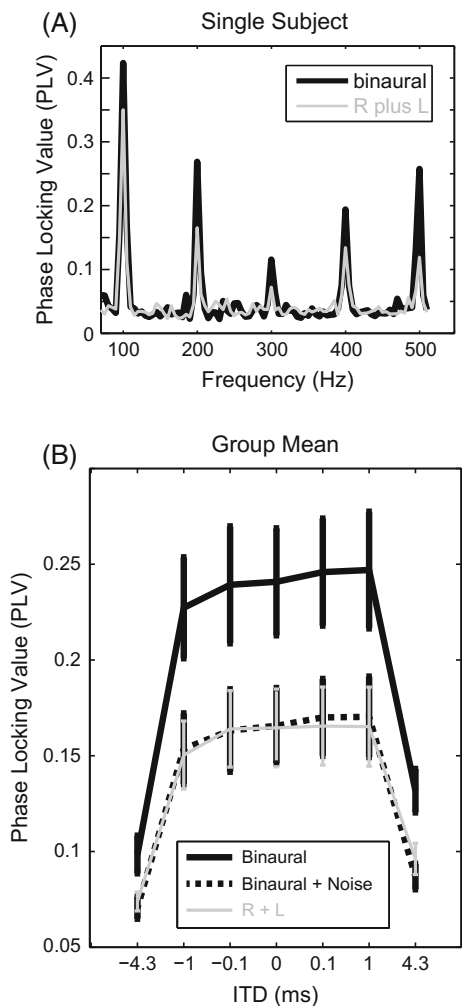 (A) Single Subject
binaural
R plus L
Phase Locking Value (PLV)
0.4
0.3
0.2
0.1
0.05
0
100 200 300 400 500
Frequency (Hz)
(B) Group Mean
Phase Locking Value (PLV)
0.25
0.2
0.15
0.1
0.05
Binaural
Binaural + Noise
R + L
−4.3 −1 −0.1 0 0.1 1 4.3
ITD (ms)